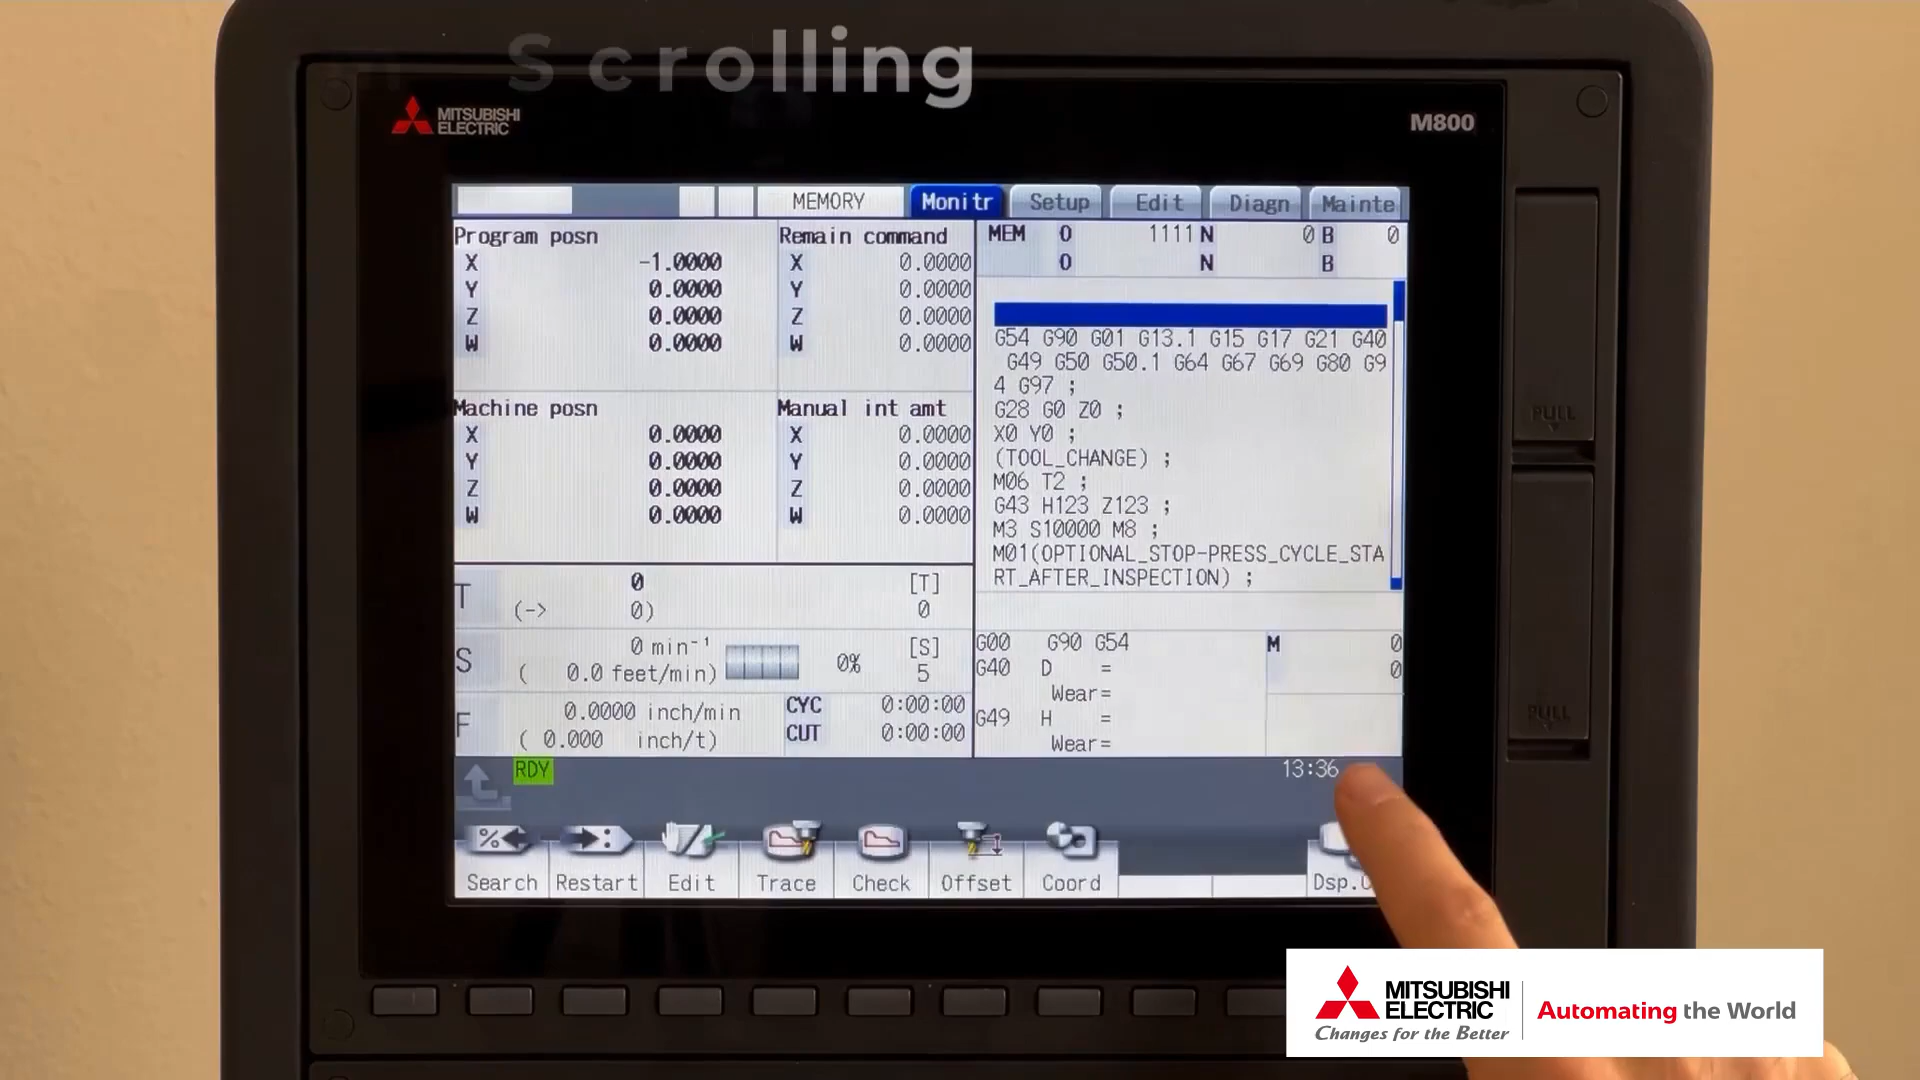 Scrolling
MITSUBISHI
ELECTRIC
M800
MEMORY Monitr Setup Edit Diagn Mainte
Program posn
X -1.0000
Y 0.0000
Z 0.0000
W 0.0000
Remain command
X 0.0000
Y 0.0000
Z 0.0000
W 0.0000
Machine posn
X 0.0000
Y 0.0000
Z 0.0000
W 0.0000
Manual int amt
X 0.0000
Y 0.0000
Z 0.0000
W 0.0000
T 0 [T]
(-> 0) 0
S 0 min⁻¹ 0% [S]
( 0.0 feet/min) 5
F 0.0000 inch/min CYC 0:00:00
( 0.000 inch/t) CUT 0:00:00
MEM O 1111 N 0 B 0
O N B
G54 G90 G01 G13.1 G15 G17 G21 G40
G49 G50 G50.1 G64 G67 G69 G80 G9
4 G97 ;
G28 G0 Z0 ;
X0 Y0 ;
(TOOL_CHANGE) ;
M06 T2 ;
G43 H123 Z123 ;
M3 S10000 M8 ;
M01(OPTIONAL_STOP-PRESS_CYCLE_STA
RT_AFTER_INSPECTION) ;
G00 G90 G54 M 0
G40 D = 0
Wear=
G49 H =
Wear=
RDY 13:36
Search Restart Edit Trace Check Offset Coord
PULL
PULL
MITSUBISHI
ELECTRIC
Changes for the Better
Automating the World